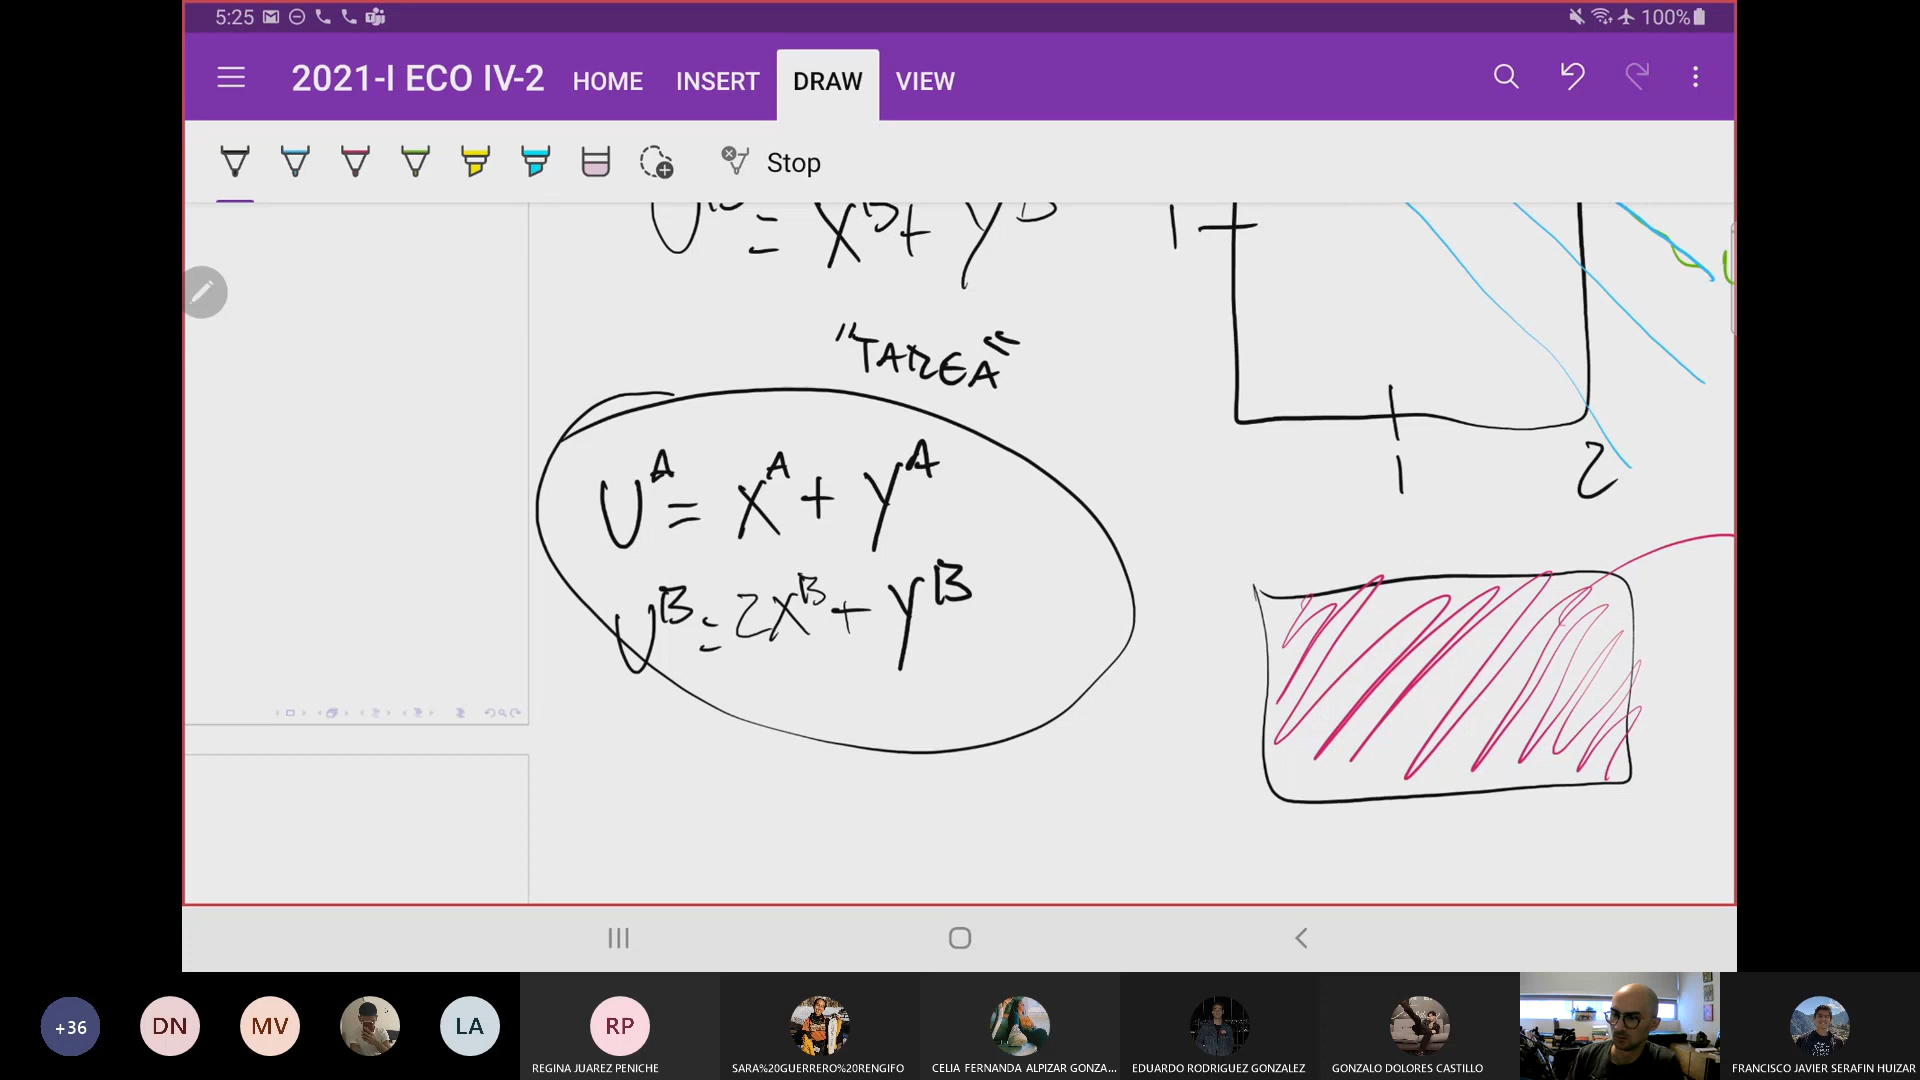 5:25
100%
2021-I ECO IV-2 HOME INSERT DRAW VIEW
Stop
U^B = X^B + Y^B
1
"TAREA"
U^A = X^A + Y^A
U^B = 2X^B + Y^B
1
2
+36
DN
MV
LA
RP
REGINA JUAREZ PENICHE
SARA%20GUERRERO%20RENGIFO
CELIA FERNANDA ALPIZAR GONZA...
EDUARDO RODRIGUEZ GONZALEZ
GONZALO DOLORES CASTILLO
FRANCISCO JAVIER SERAFIN HUIZAR